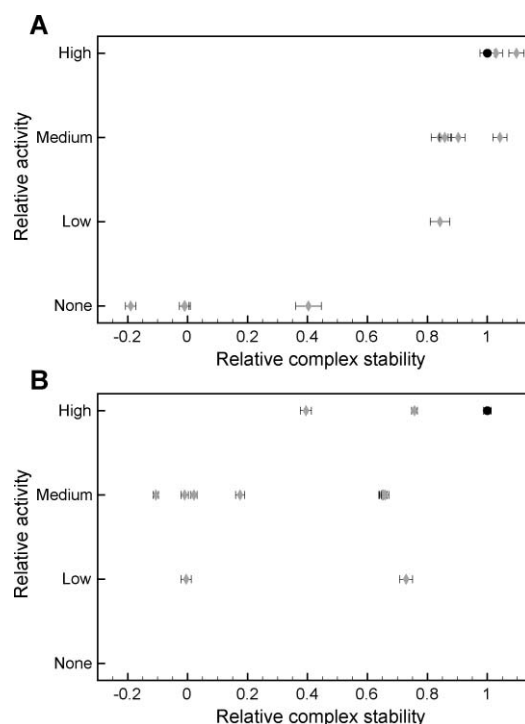 A
High
Medium
Low
None
Relative activity
-0.2 0 0.2 0.4 0.6 0.8 1
Relative complex stability
B
High
Medium
Low
None
Relative activity
-0.2 0 0.2 0.4 0.6 0.8 1
Relative complex stability